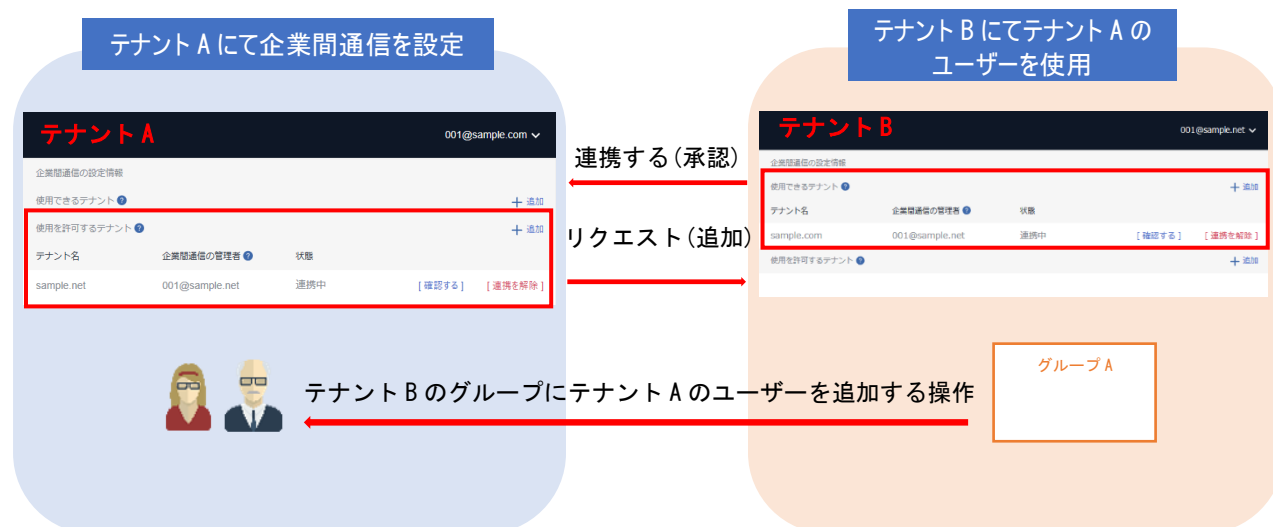 テナントAにて企業間通信を設定
テナントA
001@sample.com
企業間通信の設定情報
使用できるテナント ?
+ 追加
使用を許可するテナント ?
+ 追加
テナント名 企業間通信の管理者 ? 状態
sample.net 001@sample.net 連携中 [ 確認する ] [ 連携を解除 ]
連携する(承認)
リクエスト(追加)
テナントBにてテナントAの
ユーザーを使用
テナントB
001@sample.net
企業間通信の設定情報
使用できるテナント ?
+ 追加
テナント名 企業間通信の管理者 ? 状態
sample.com 001@sample.net 連携中 [ 確認する ] [ 連携を解除 ]
使用を許可するテナント ?
+ 追加
グループA
テナントBのグループにテナントAのユーザーを追加する操作